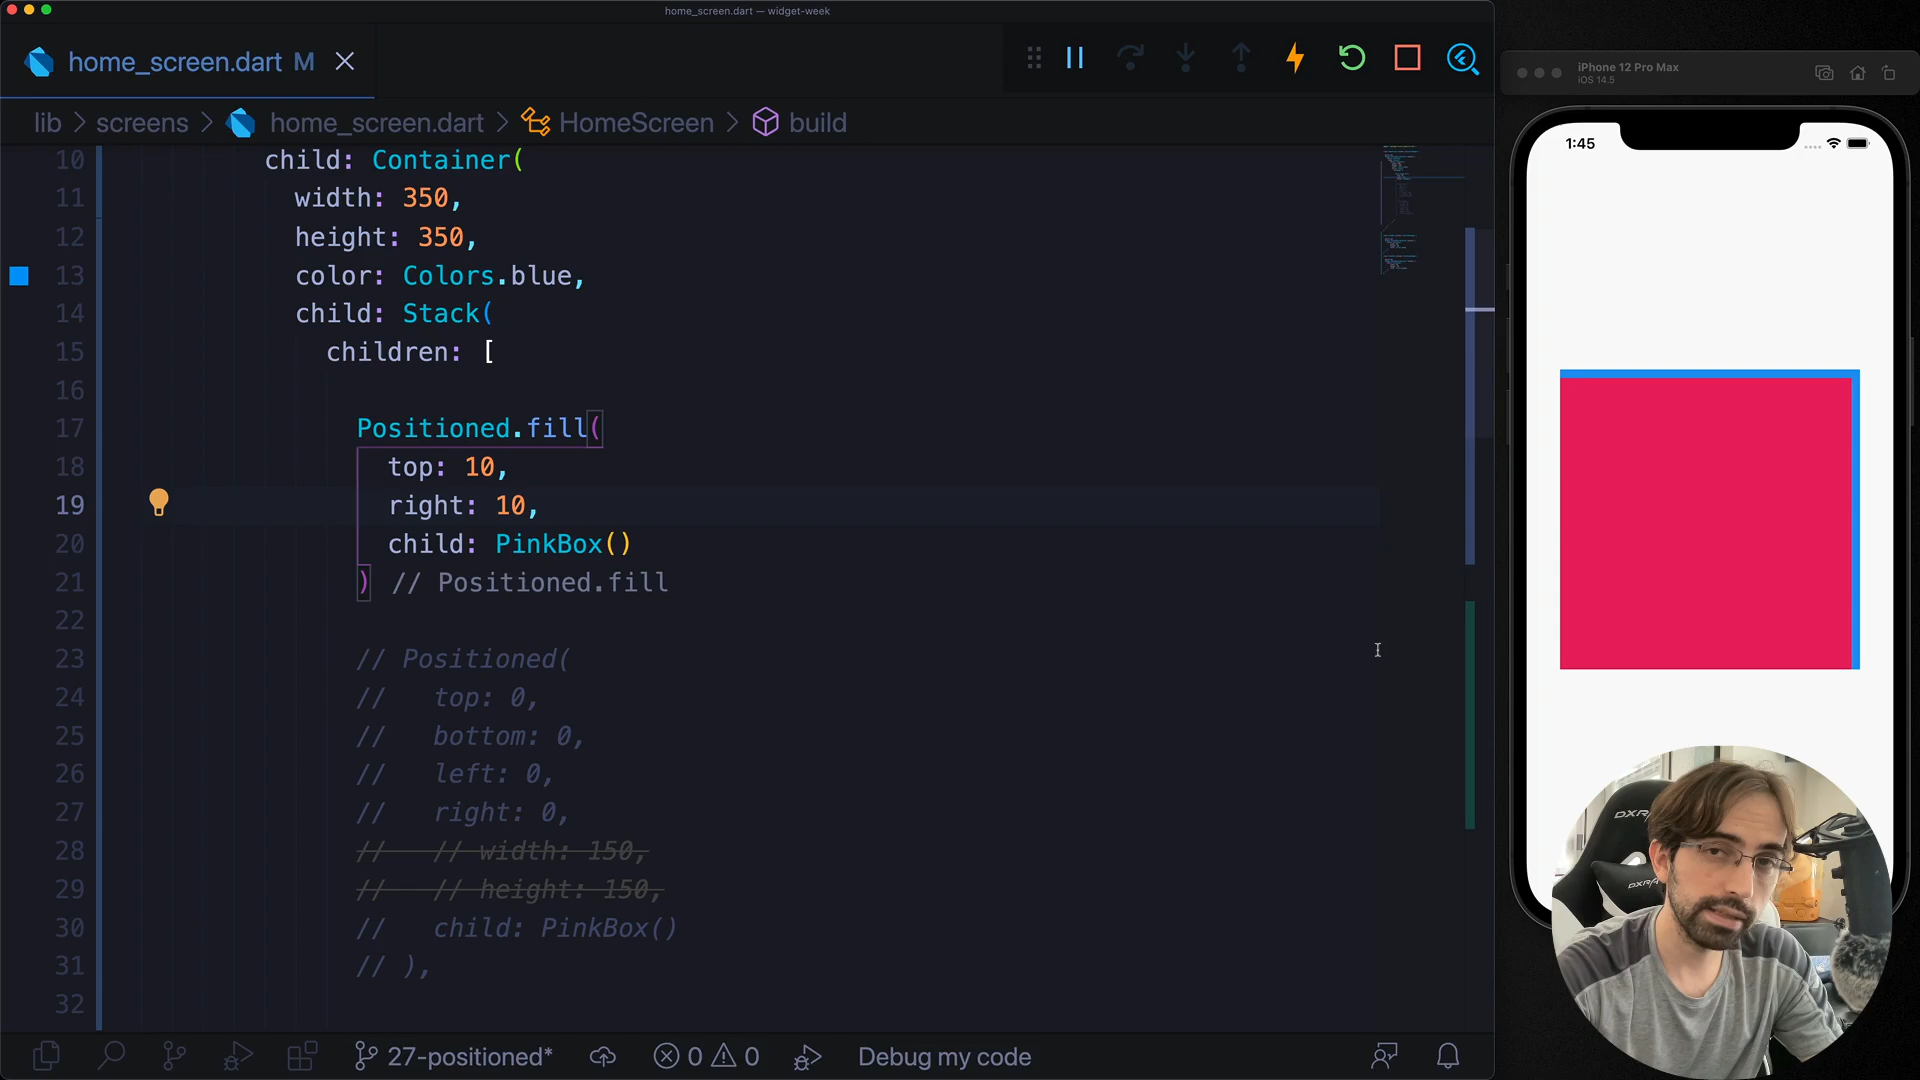 home_screen.dart — widget-week
home_screen.dart M
lib > screens > home_screen.dart > HomeScreen > build
10 child: Container(
11 width: 350,
12 height: 350,
13 color: Colors.blue,
14 child: Stack(
15 children: [
16
17 Positioned.fill(
18 top: 10,
19 right: 10,
20 child: PinkBox()
21 ) // Positioned.fill
22
23 // Positioned(
24 // top: 0,
25 // bottom: 0,
26 // left: 0,
27 // right: 0,
28 // // width: 150,
29 // // height: 150,
30 // child: PinkBox()
31 // ),
32
27-positioned* 0 0 Debug my code
iPhone 12 Pro Max
iOS 14.5
1:45